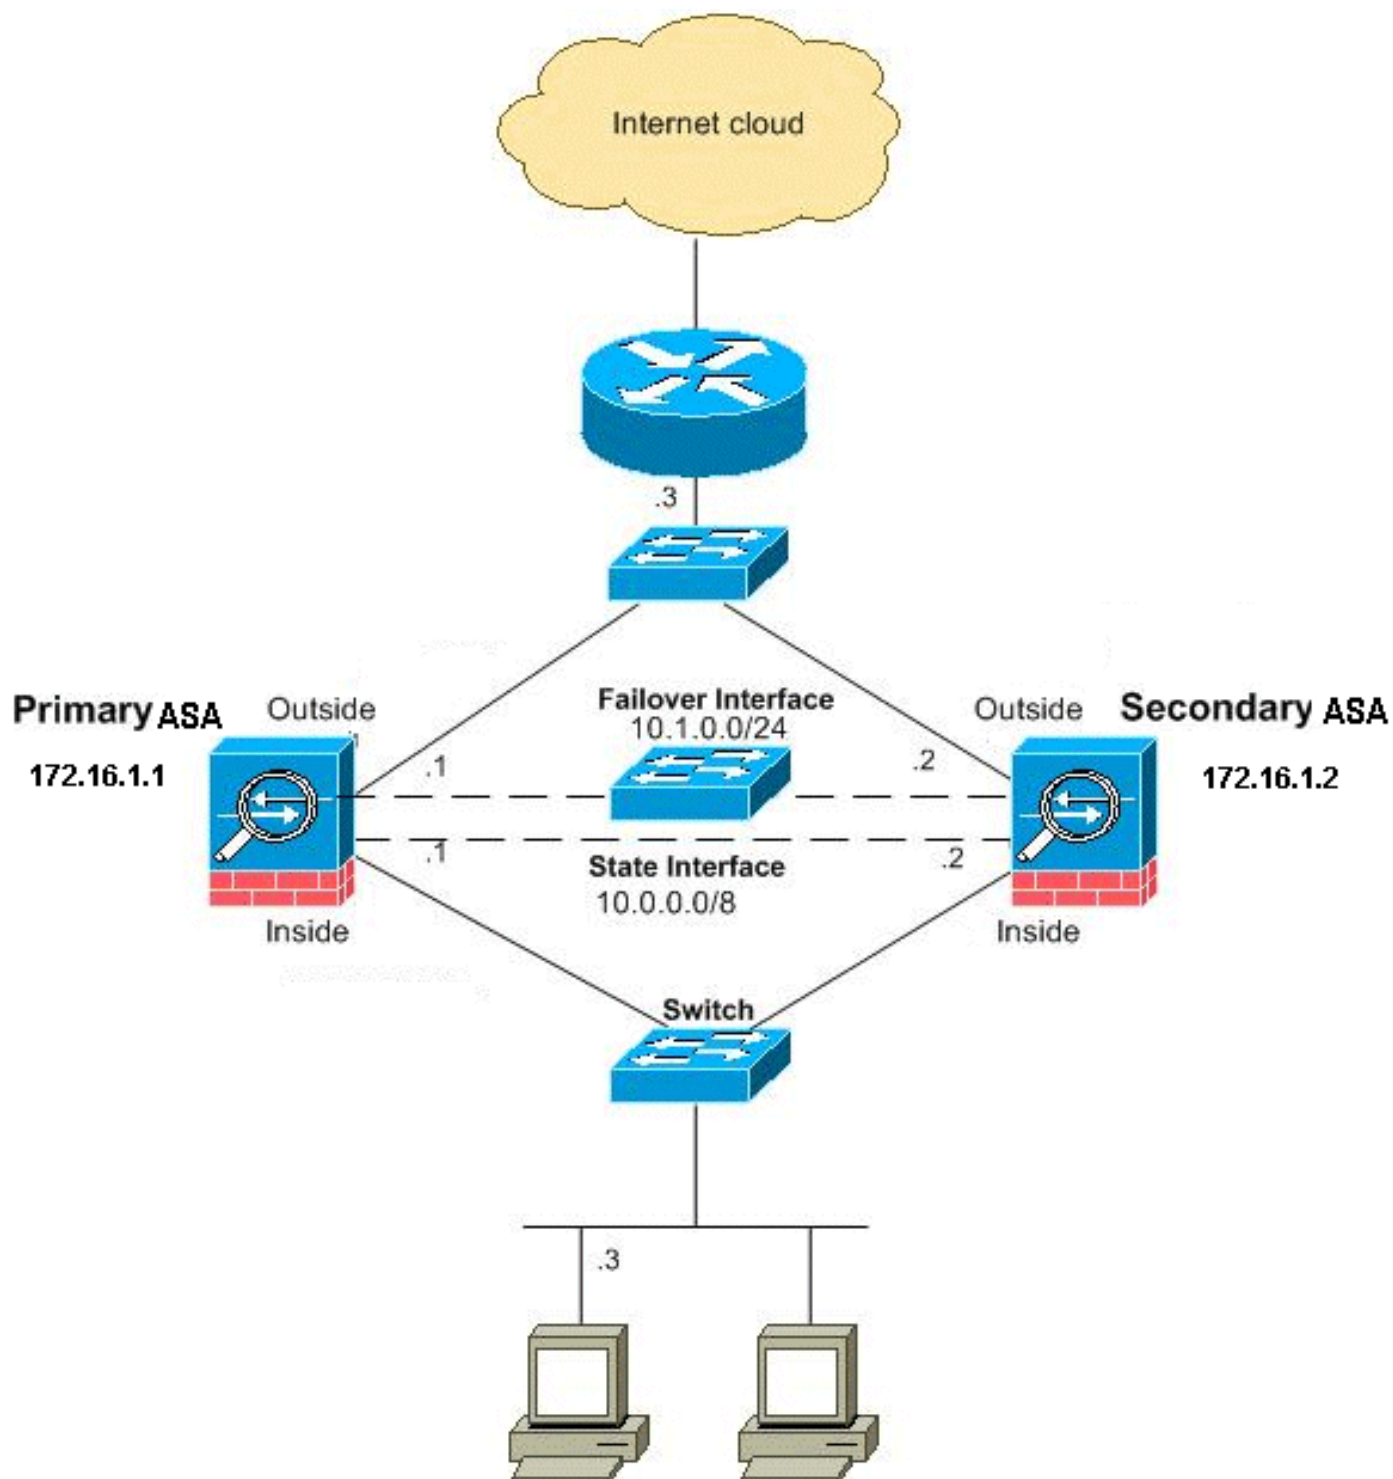 Internet cloud
.3
Primary ASA
Outside
Failover Interface
10.1.0.0/24
Outside
Secondary ASA
172.16.1.1
.1
.2
172.16.1.2
.1
.2
State Interface
10.0.0.0/8
Inside
Inside
Switch
.3